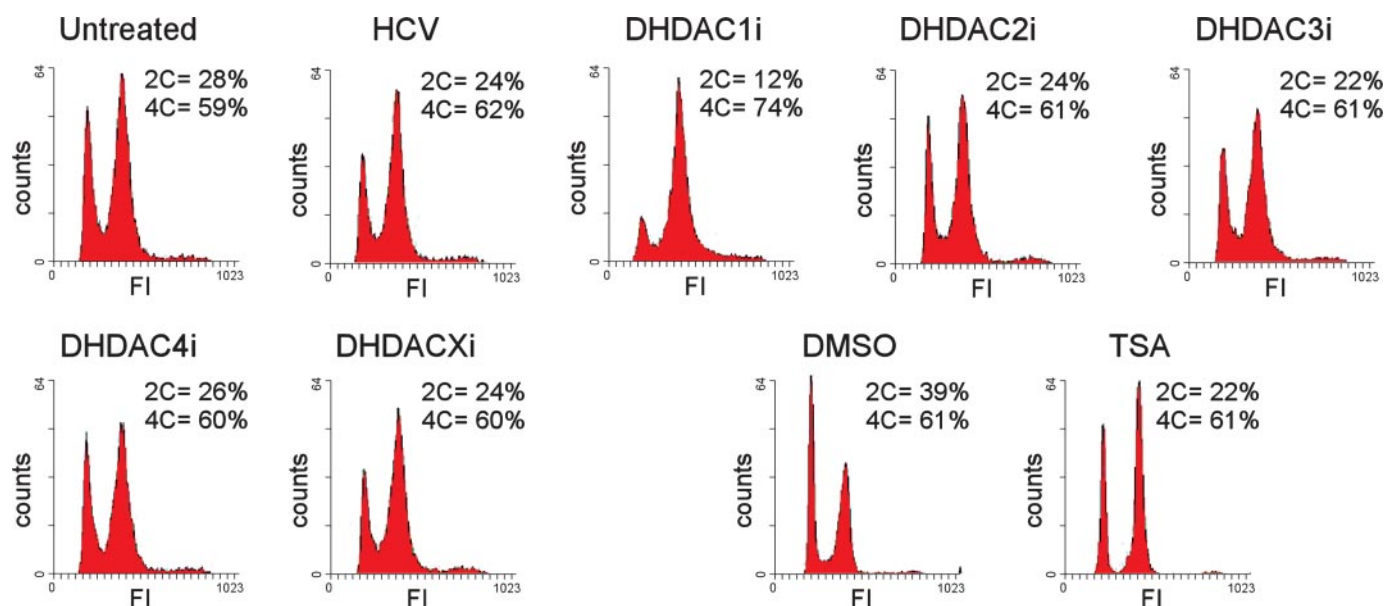 Untreated
64
2C= 28%
4C= 59%
counts
0
0
1023
FI
HCV
64
2C= 24%
4C= 62%
counts
0
0
1023
FI
DHDAC1i
64
2C= 12%
4C= 74%
counts
0
0
1023
FI
DHDAC2i
64
2C= 24%
4C= 61%
counts
0
0
1023
FI
DHDAC3i
64
2C= 22%
4C= 61%
counts
0
0
1023
FI
DHDAC4i
64
2C= 26%
4C= 60%
counts
0
0
1023
FI
DHDACXi
64
2C= 24%
4C= 60%
counts
0
0
1023
FI
DMSO
64
2C= 39%
4C= 61%
counts
0
0
1023
FI
TSA
64
2C= 22%
4C= 61%
counts
0
0
1023
FI